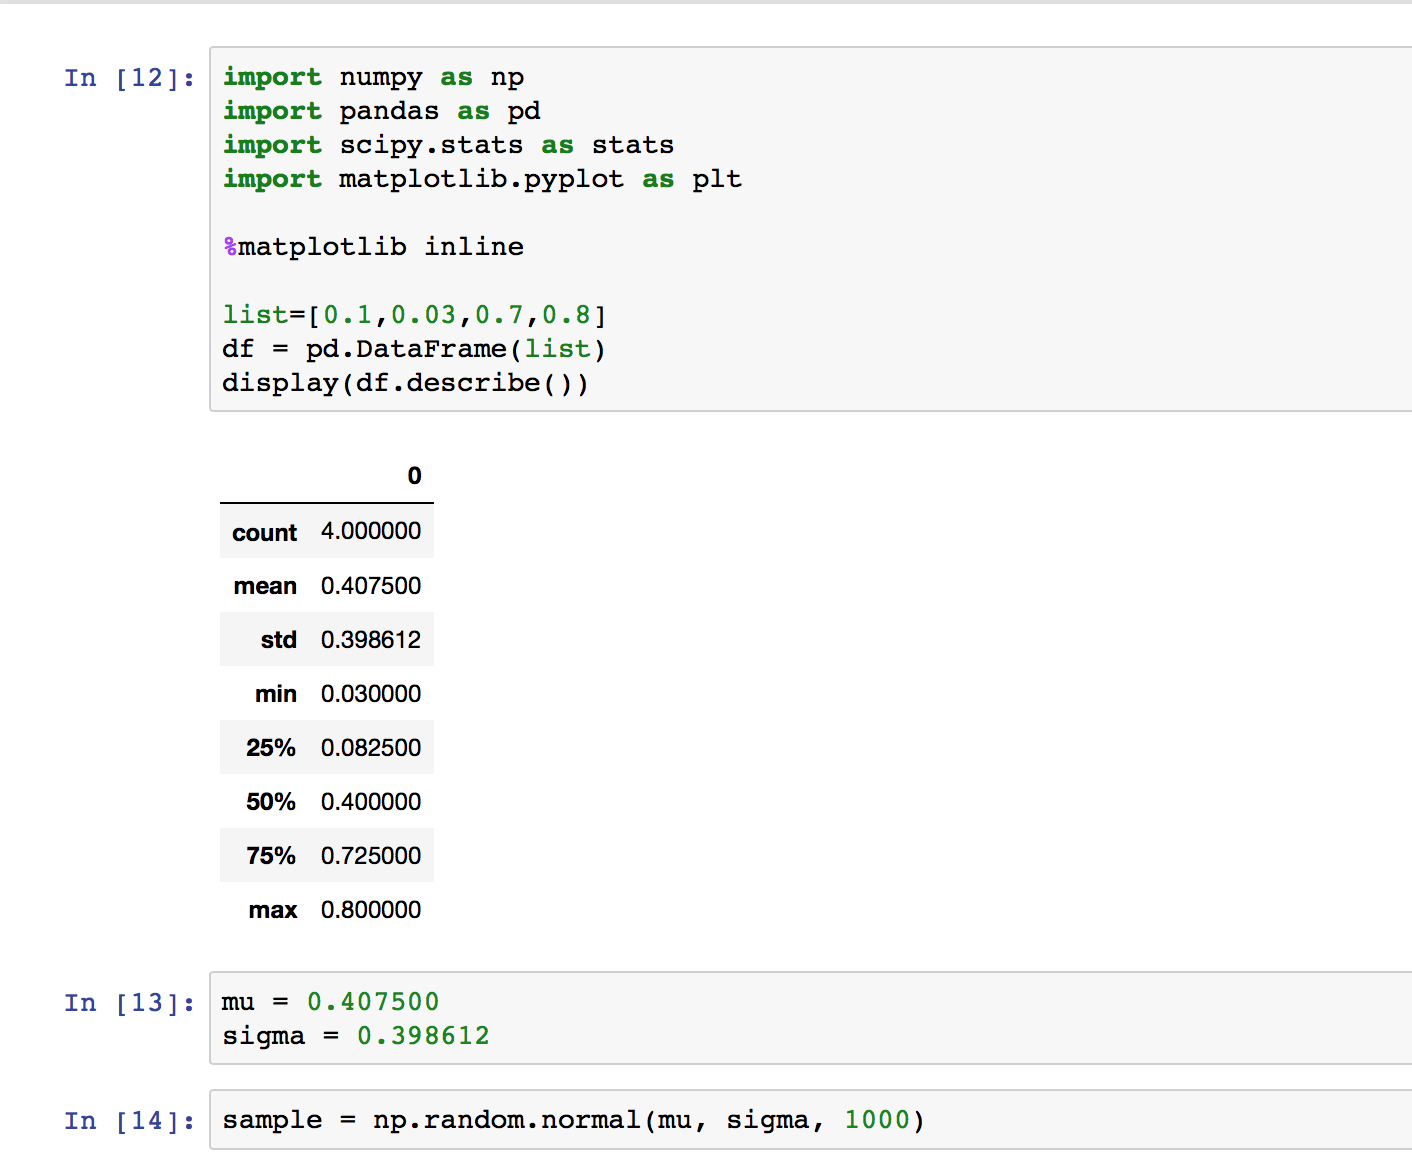 In [12]:
import numpy as np
import pandas as pd
import scipy.stats as stats
import matplotlib.pyplot as plt
%matplotlib inline
list=[0.1,0.03,0.7,0.8]
df = pd.DataFrame(list)
display(df.describe())
0
count 4.000000
mean 0.407500
std 0.398612
min 0.030000
25% 0.082500
50% 0.400000
75% 0.725000
max 0.800000
In [13]:
mu = 0.407500
sigma = 0.398612
In [14]:
sample = np.random.normal(mu, sigma, 1000)